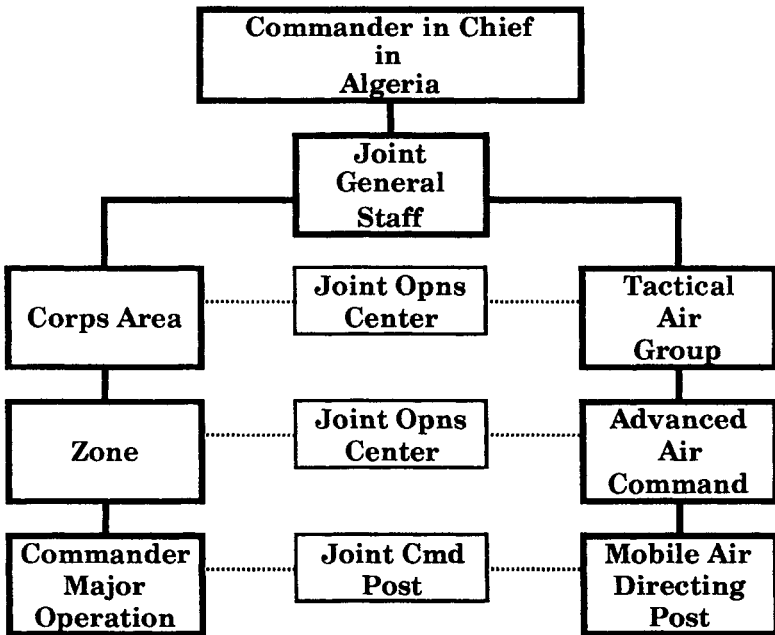 Commander in Chief
in
Algeria
Joint
General
Staff
Corps Area
Joint Opns
Center
Tactical
Air
Group
Zone
Joint Opns
Center
Advanced
Air
Command
Commander
Major
Operation
Joint Cmd
Post
Mobile Air
Directing
Post